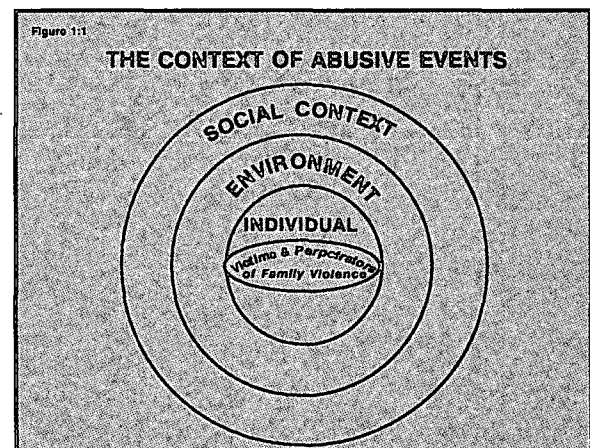 Figure 1:1
THE CONTEXT OF ABUSIVE EVENTS
SOCIAL CONTEXT
ENVIRONMENT
INDIVIDUAL
Victims & Perpetrators
of Family Violence